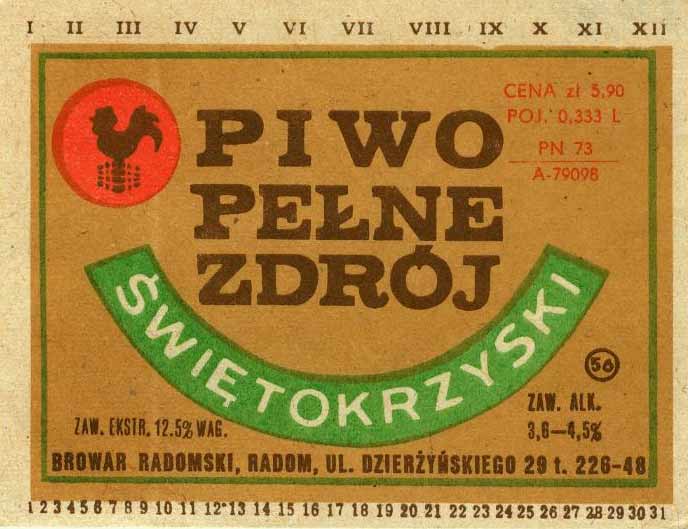 I II III IV V VI VII VIII IX X XI XII
CENA zł 5,90
POJ. 0,333 L
PN 73
A-79098
PIWO
PEŁNE
ZDRÓJ
ŚWIĘTOKRZYSKI
56
ZAW. EKSTR. 12.5% WAG.
ZAW. ALK.
3,6—4,5%
BROWAR RADOMSKI, RADOM, UL. DZIERŻYŃSKIEGO 29 t. 226-48
1 2 3 4 5 6 7 8 9 10 11 12 13 14 15 16 17 18 19 20 21 22 23 24 25 26 27 28 29 30 31